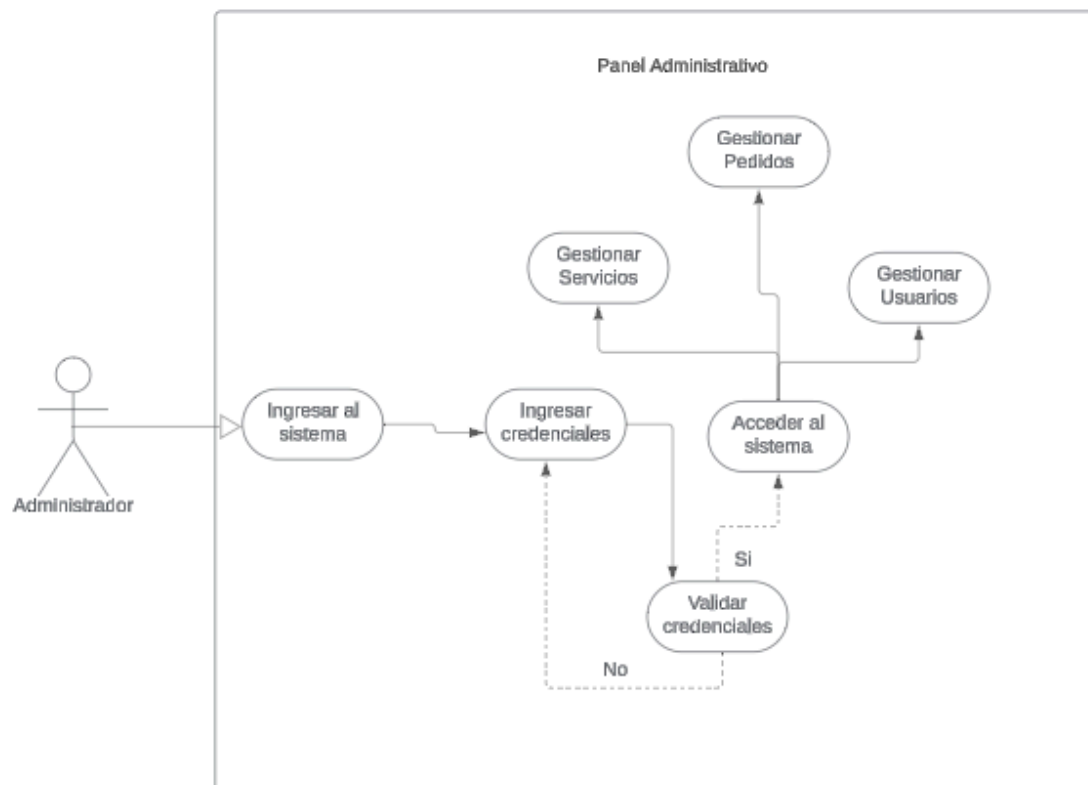 Panel Administrativo
Gestionar
Pedidos
Gestionar
Servicios
Gestionar
Usuarios
Ingresar al
sistema
Ingresar
credenciales
Acceder al
sistema
Administrador
Si
Validar
credenciales
No